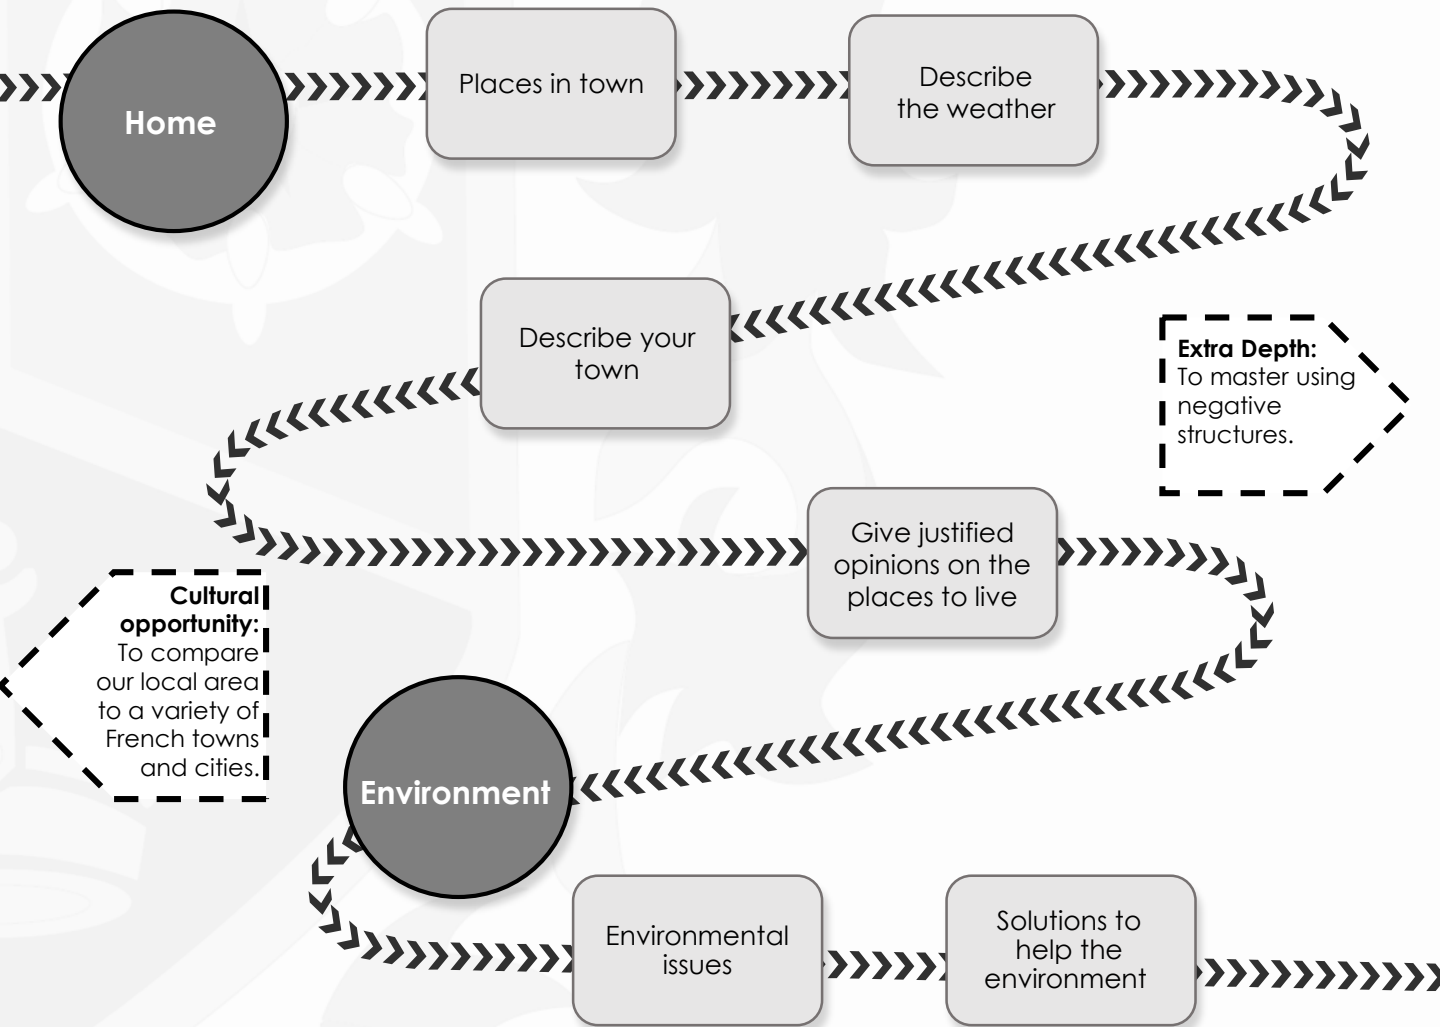 Home
Places in town
Describe
the weather
Describe your
town
Extra Depth:
To master using
negative
structures.
Give justified
opinions on the
places to live
Cultural
opportunity:
To compare
our local area
to a variety of
French towns
and cities.
Environment
Environmental
issues
Solutions to
help the
environment